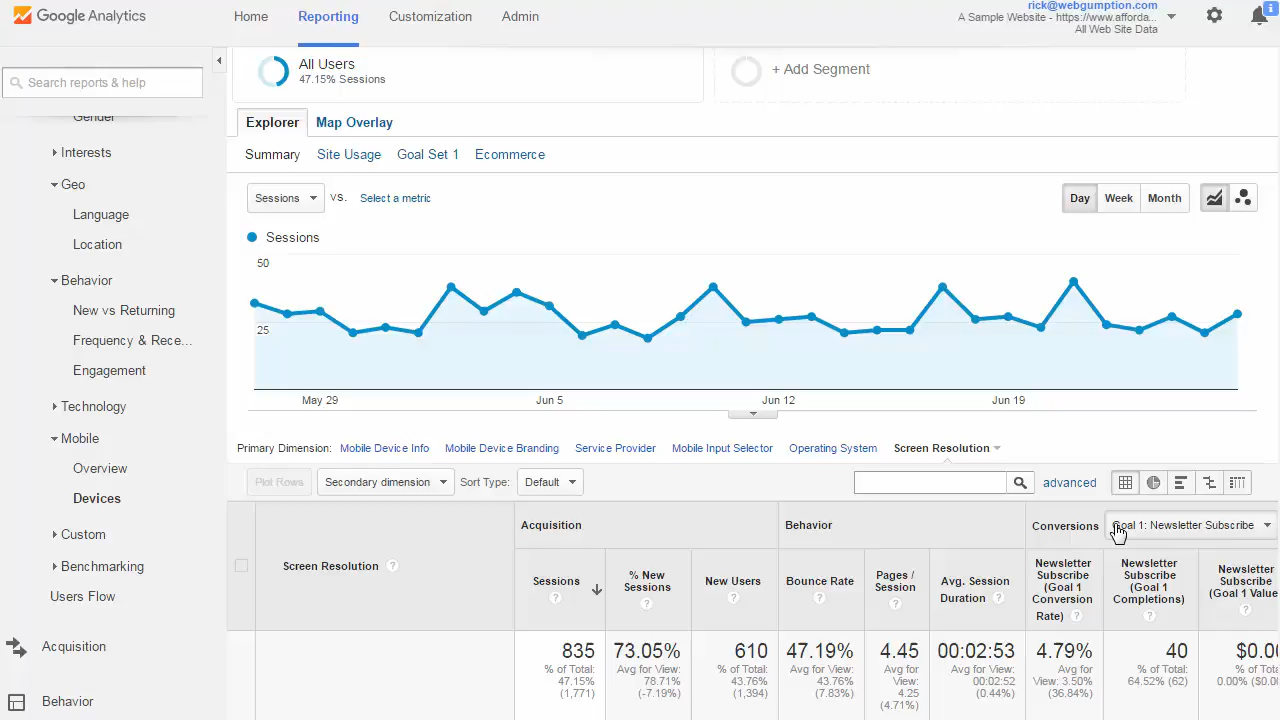 Google Analytics
Home
Reporting
Customization
Admin
rick@webgumption.com
A Sample Website - https://www.afforda...
All Web Site Data
i
Search reports & help
All Users
47.15% Sessions
+ Add Segment
Gender
Interests
Geo
Language
Location
Behavior
New vs Returning
Frequency & Rece...
Engagement
Technology
Mobile
Overview
Devices
Custom
Benchmarking
Users Flow
Acquisition
Behavior
Explorer
Map Overlay
Summary
Site Usage
Goal Set 1
Ecommerce
Sessions
VS.
Select a metric
Day
Week
Month
Sessions
50
25
May 29
Jun 5
Jun 12
Jun 19
Primary Dimension:
Mobile Device Info
Mobile Device Branding
Service Provider
Mobile Input Selector
Operating System
Screen Resolution
Plot Rows
Secondary dimension
Sort Type:
Default
advanced
Screen Resolution ?
Acquisition
Behavior
Conversions
Goal 1: Newsletter Subscribe
Sessions
?
% New
Sessions
?
New Users
?
Bounce Rate
?
Pages /
Session
?
Avg. Session
Duration ?
Newsletter
Subscribe
(Goal 1
Conversion
Rate) ?
Newsletter
Subscribe
(Goal 1
Completions)
?
Newsletter
Subscribe
(Goal 1 Value
?
835
% of Total:
47.15%
(1,771)
73.05%
Avg for View:
78.71%
(-7.19%)
610
% of Total:
43.76%
(1,394)
47.19%
Avg for View:
43.76%
(7.83%)
4.45
Avg for
View:
4.25
(4.71%)
00:02:53
Avg for View:
00:02:52
(0.44%)
4.79%
Avg for
View: 3.50%
(36.84%)
40
% of Total:
64.52% (62)
$0.0
% of Tot
0.00% ($0.0